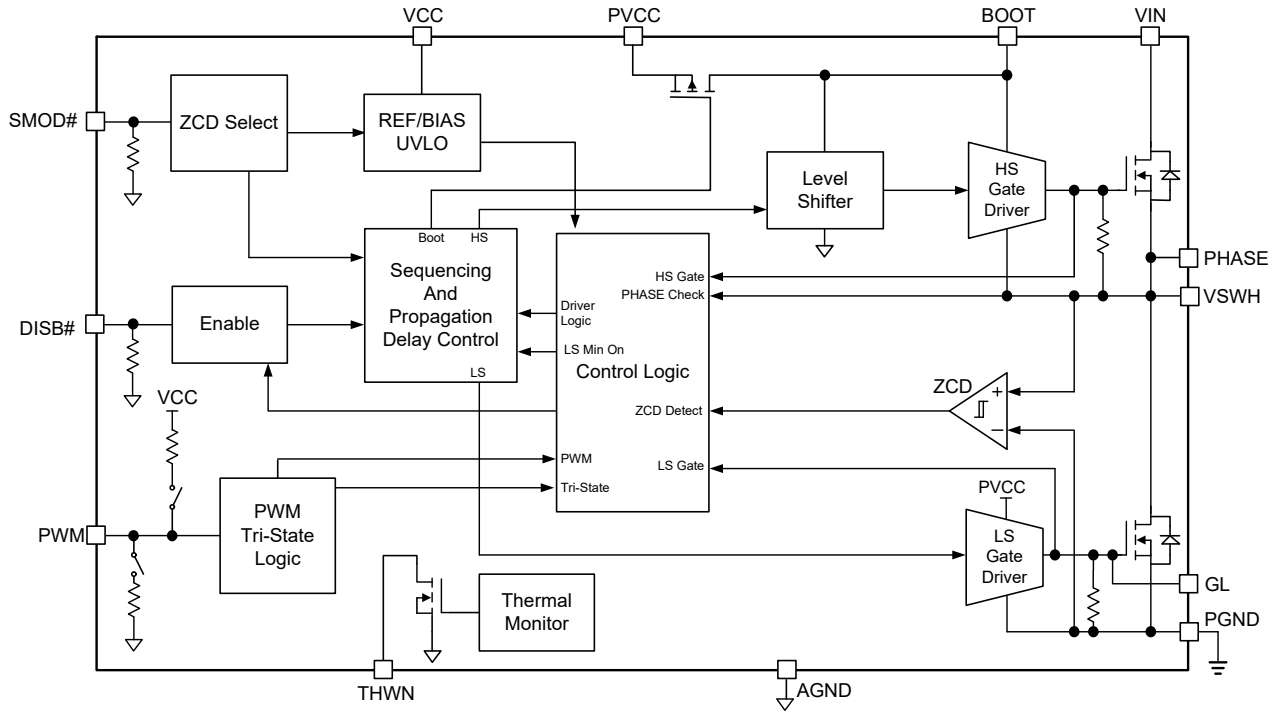 VCC
PVCC
BOOT
VIN
SMOD#
ZCD Select
REF/BIAS
UVLO
Level
Shifter
HS
Gate
Driver
Boot
HS
Sequencing
And
Propagation
Delay Control
LS
HS Gate
PHASE Check
Driver
Logic
LS Min On
Control Logic
ZCD Detect
LS Gate
PWM
Tri-State
PHASE
VSWH
DISB#
Enable
ZCD
+
−
VCC
PWM
PWM
Tri-State
Logic
PVCC
LS
Gate
Driver
GL
PGND
Thermal
Monitor
THWN
AGND